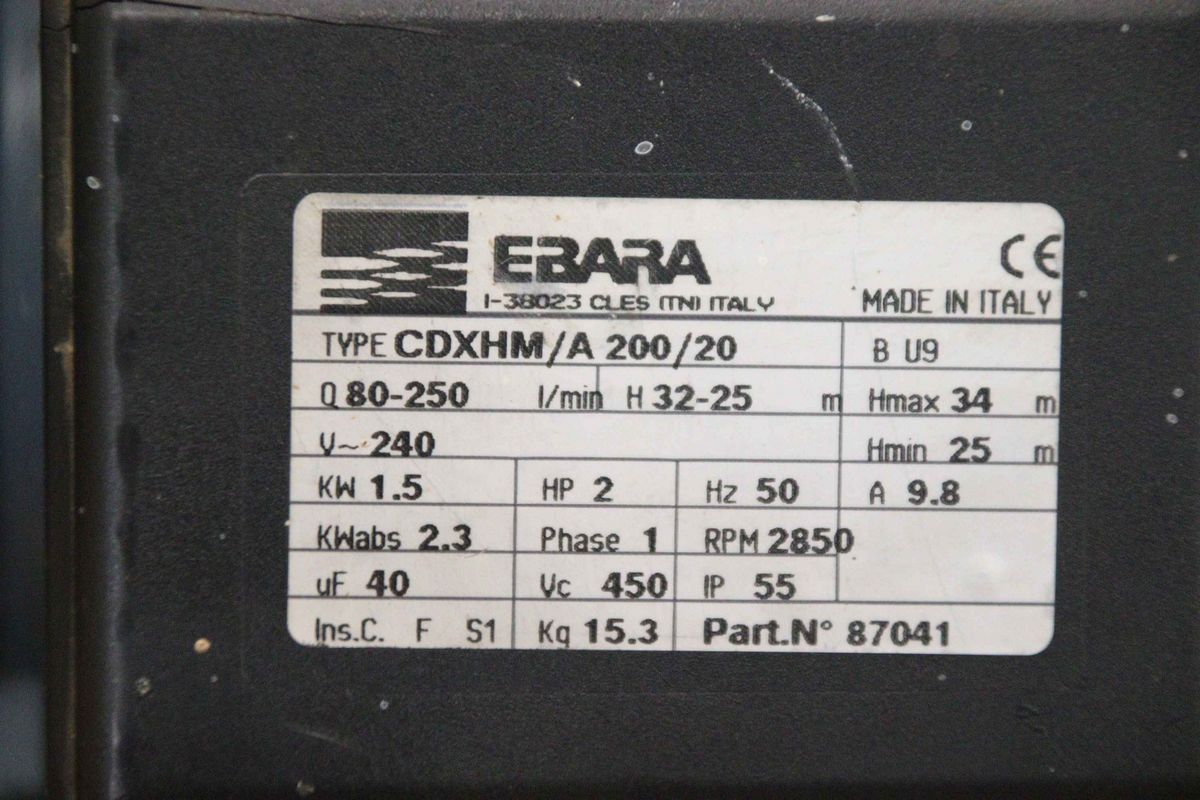 EBARA
CE
I-38023 CLES (TN) ITALY MADE IN ITALY
TYPE CDXHM/A 200/20 B U9
Q 80-250 l/min H 32-25 m Hmax 34 m
V~ 240 Hmin 25 m
KW 1.5 HP 2 Hz 50 A 9.8
KWabs 2.3 Phase 1 RPM 2850
uF 40 Vc 450 IP 55
Ins.C. F S1 Kg 15.3 Part.N° 87041